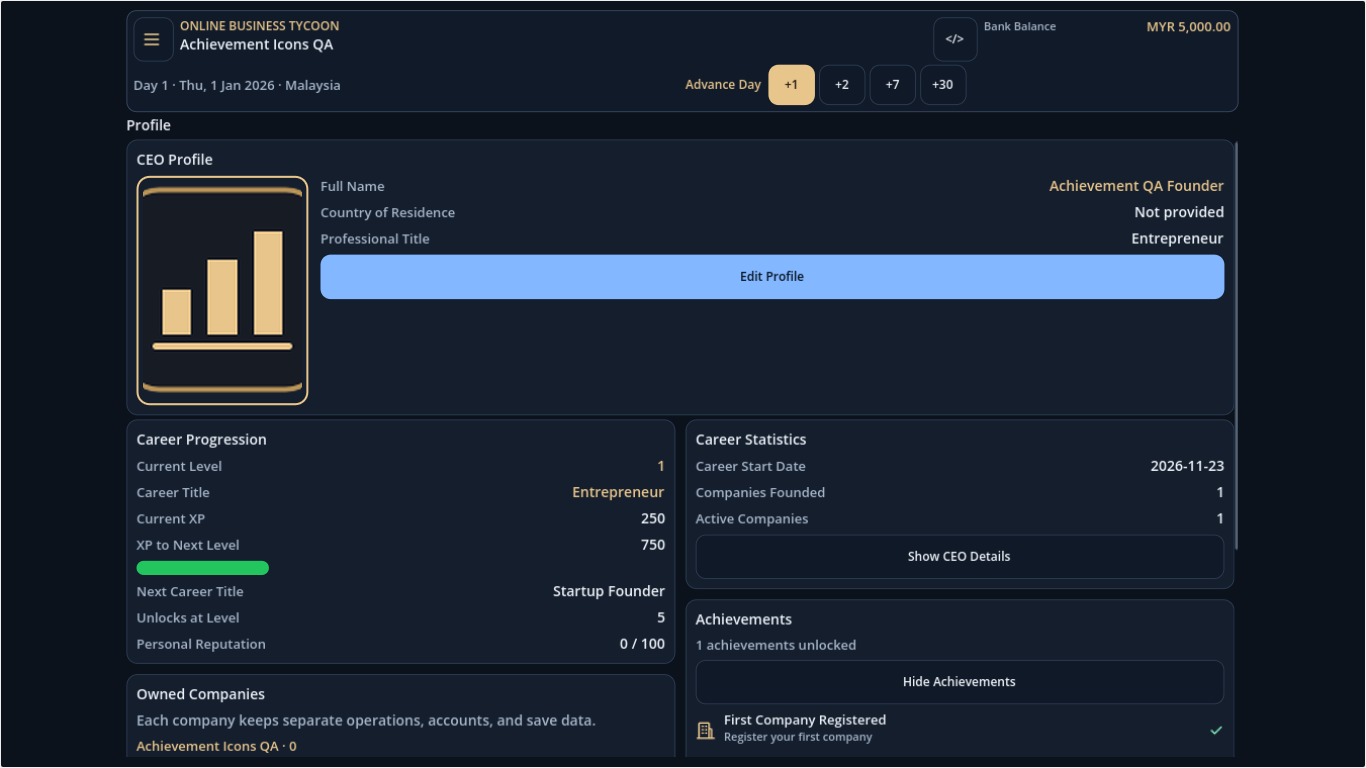 ONLINE BUSINESS TYCOON
Achievement Icons QA
</>
Bank Balance
MYR 5,000.00
Day 1 · Thu, 1 Jan 2026 · Malaysia
Advance Day
+1
+2
+7
+30
Profile
CEO Profile
Full Name
Achievement QA Founder
Country of Residence
Not provided
Professional Title
Entrepreneur
Edit Profile
Career Progression
Current Level
1
Career Title
Entrepreneur
Current XP
250
XP to Next Level
750
Next Career Title
Startup Founder
Unlocks at Level
5
Personal Reputation
0 / 100
Career Statistics
Career Start Date
2026-11-23
Companies Founded
1
Active Companies
1
Show CEO Details
Owned Companies
Each company keeps separate operations, accounts, and save data.
Achievement Icons QA · 0
Achievements
1 achievements unlocked
Hide Achievements
First Company Registered
Register your first company